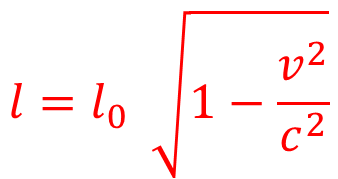 l = l₀ √(1 − v²/c²)